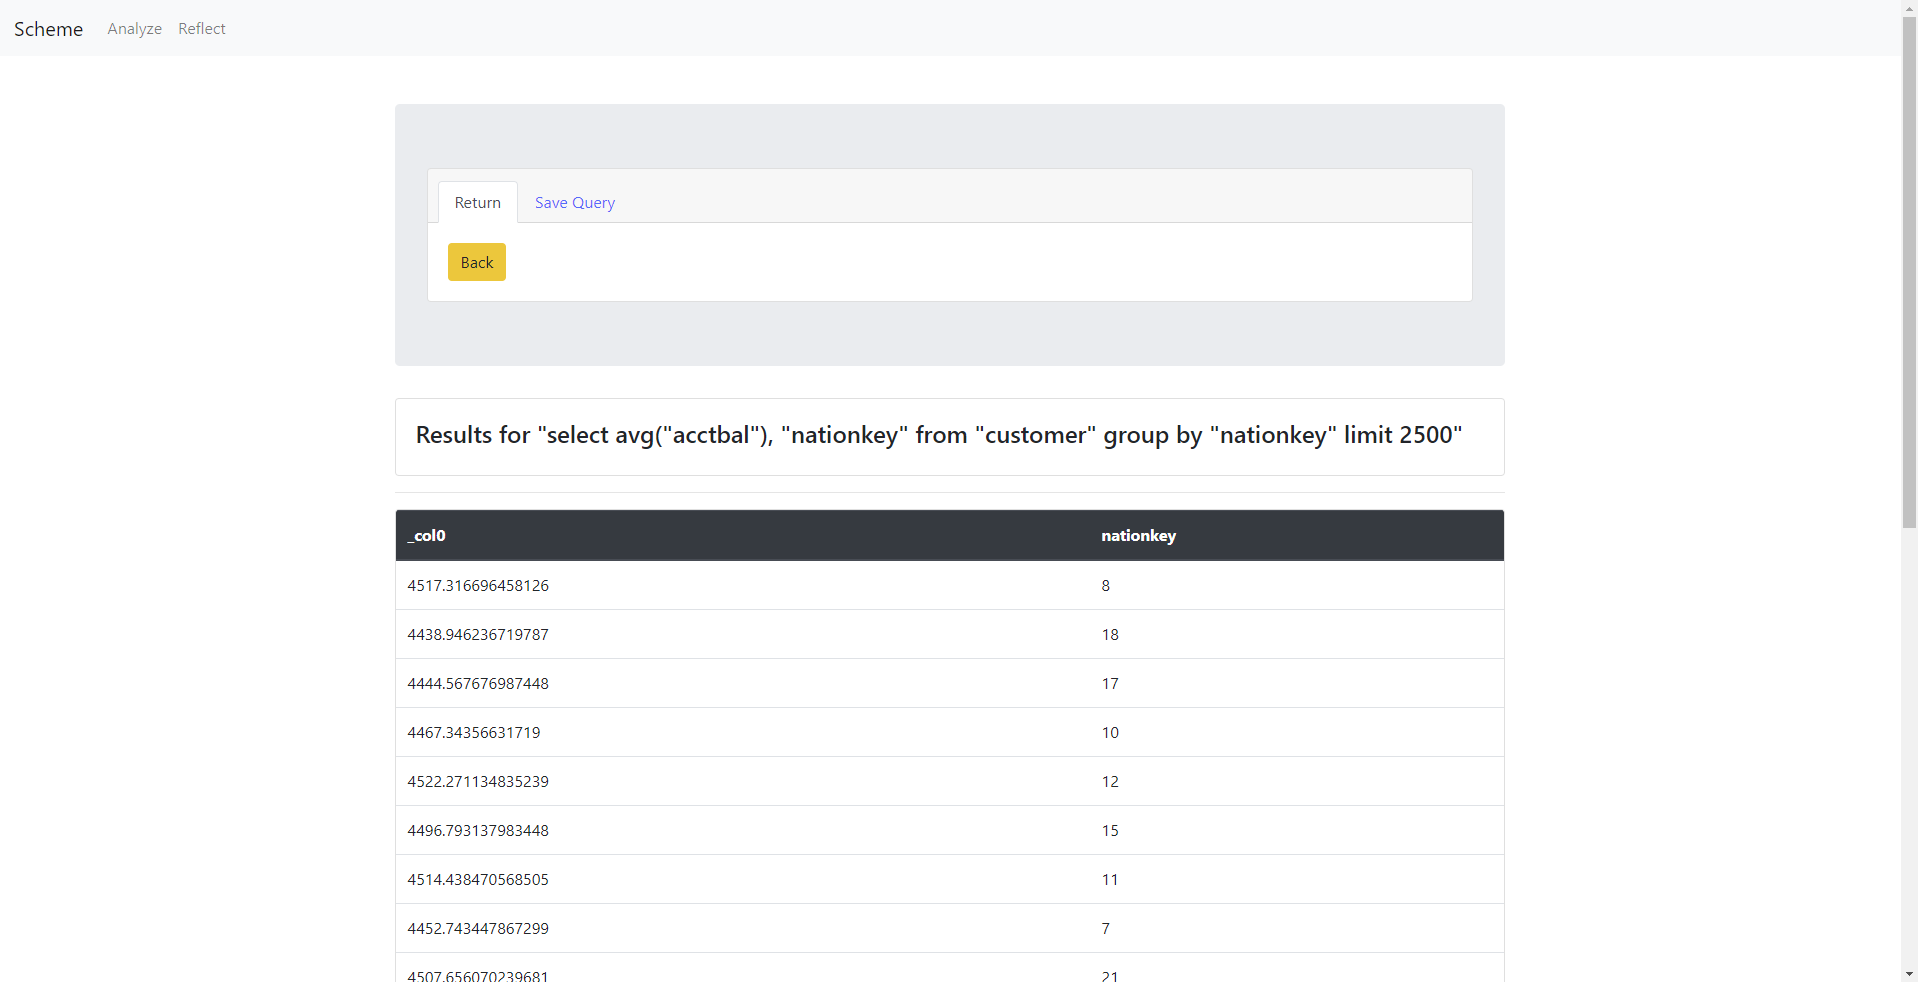 Scheme Analyze Reflect
Return Save Query
Back
Results for "select avg("acctbal"), "nationkey" from "customer" group by "nationkey" limit 2500"
_col0 nationkey
4517.316696458126 8
4438.946236719787 18
4444.567676987448 17
4467.34356631719 10
4522.271134835239 12
4496.793137983448 15
4514.438470568505 11
4452.743447867299 7
4507.656070239681 21